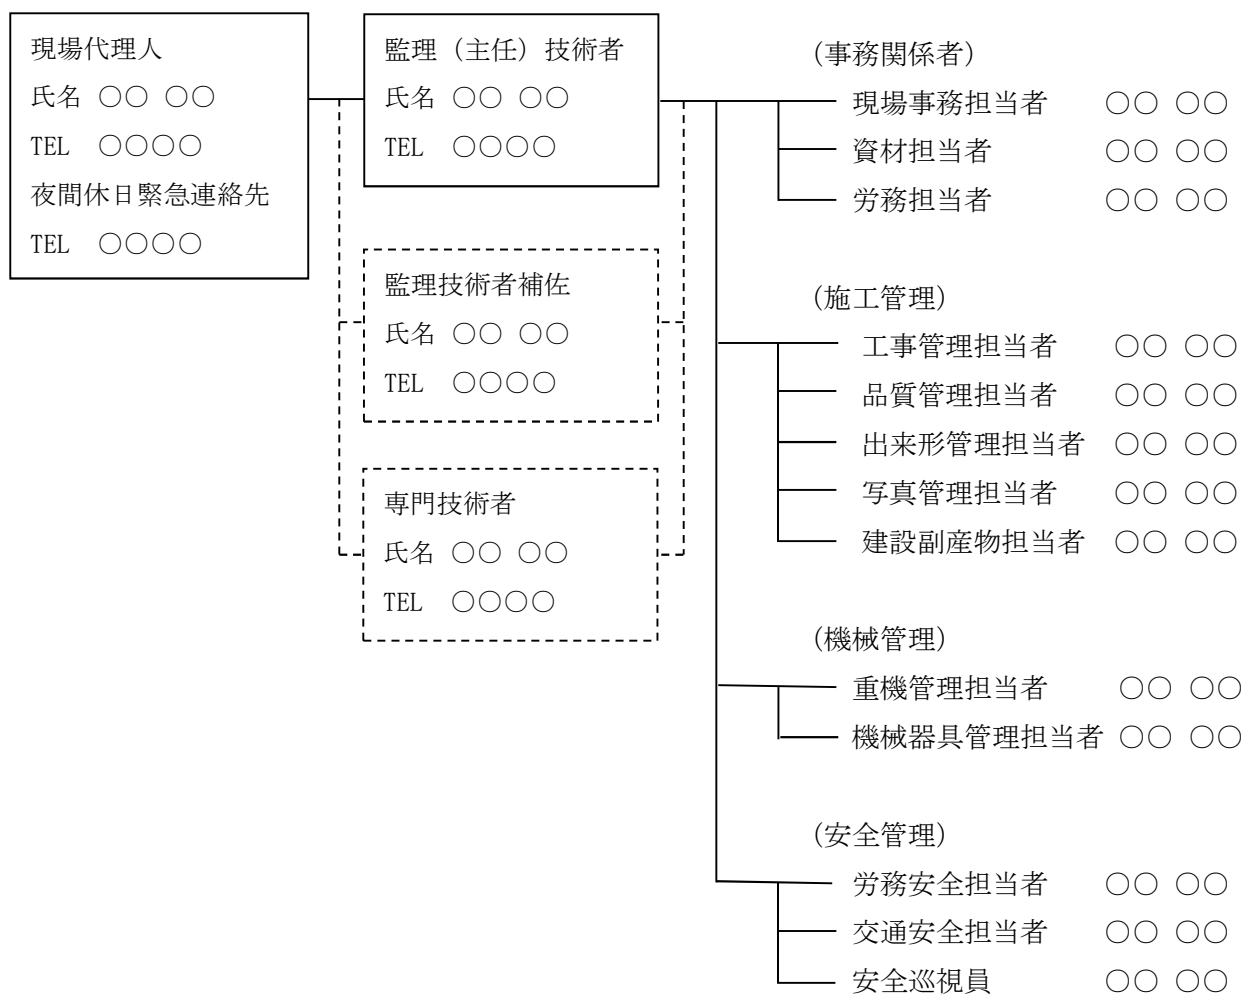 現場代理人
氏名 ○○ ○○
TEL ○○○○
夜間休日緊急連絡先
TEL ○○○○
監理（主任）技術者
氏名 ○○ ○○
TEL ○○○○
監理技術者補佐
氏名 ○○ ○○
TEL ○○○○
専門技術者
氏名 ○○ ○○
TEL ○○○○
（事務関係者）
現場事務担当者 ○○ ○○
資材担当者 ○○ ○○
労務担当者 ○○ ○○
（施工管理）
工事管理担当者 ○○ ○○
品質管理担当者 ○○ ○○
出来形管理担当者 ○○ ○○
写真管理担当者 ○○ ○○
建設副産物担当者 ○○ ○○
（機械管理）
重機管理担当者 ○○ ○○
機械器具管理担当者 ○○ ○○
（安全管理）
労務安全担当者 ○○ ○○
交通安全担当者 ○○ ○○
安全巡視員 ○○ ○○